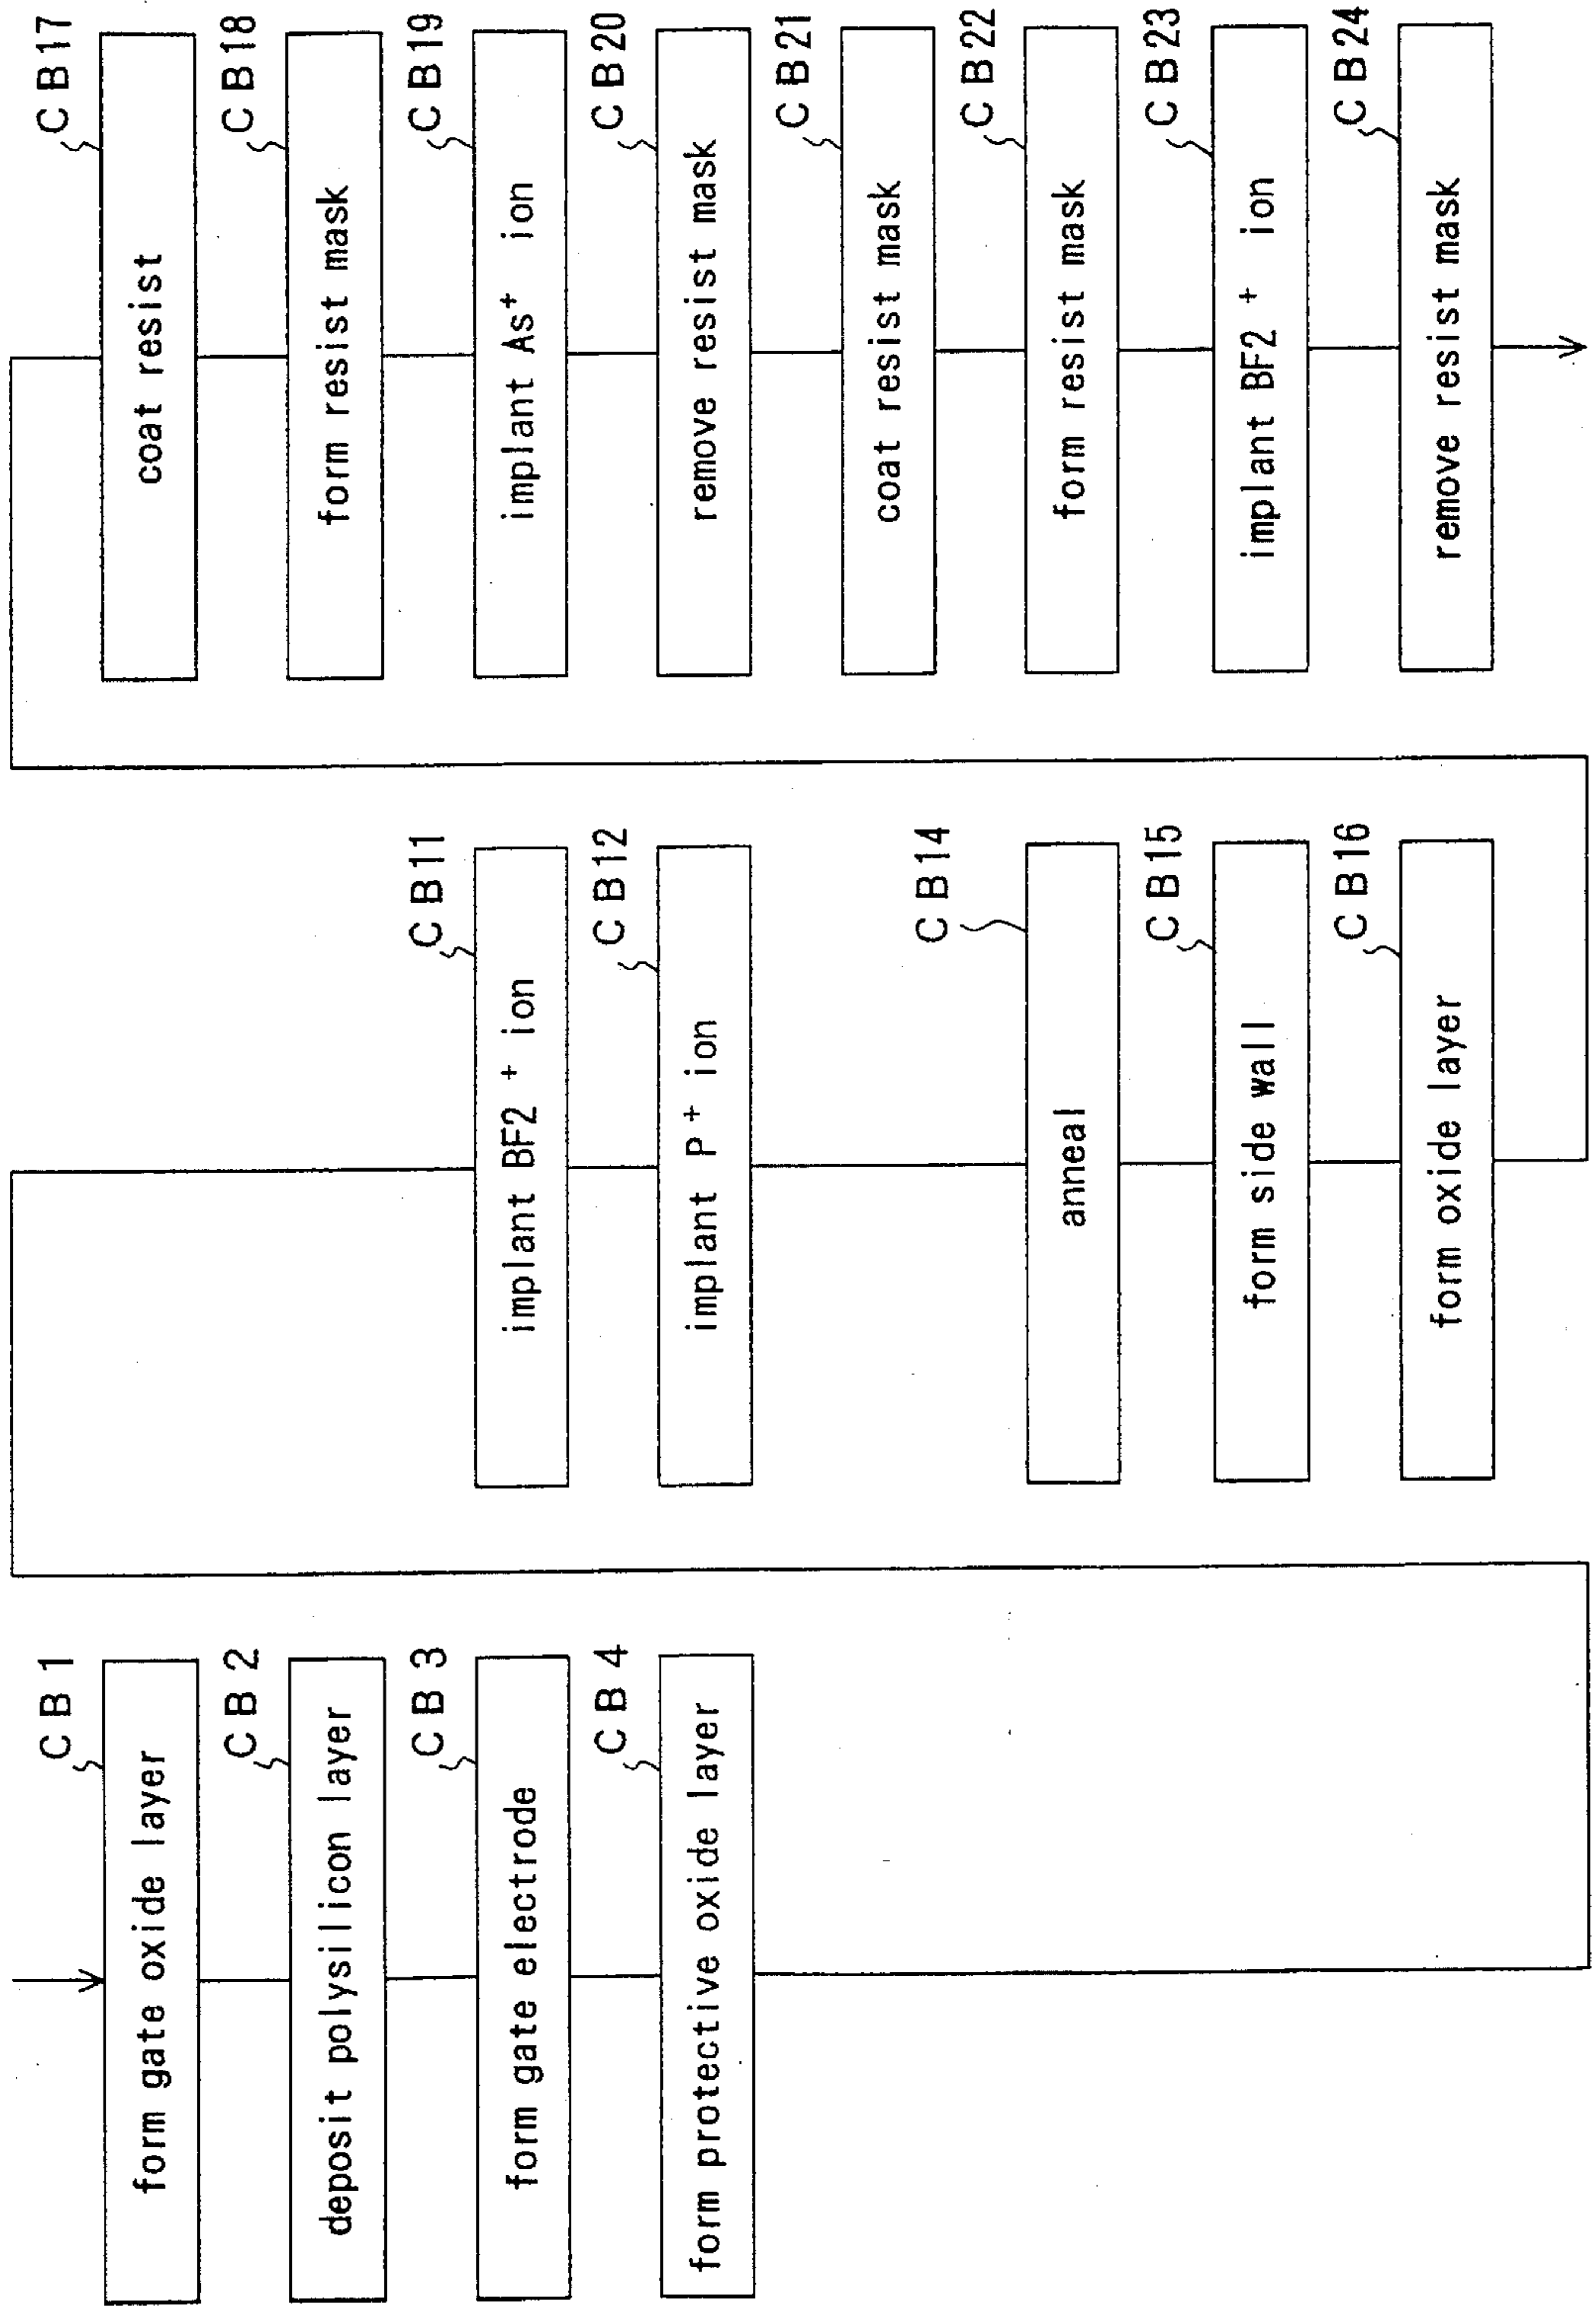 CB1
form gate oxide layer
CB2
deposit polysilicon layer
CB3
form gate electrode
CB4
form protective oxide layer
CB11
implant BF2+ ion
CB12
implant P+ ion
CB14
anneal
CB15
form side wall
CB16
form oxide layer
CB17
coat resist
CB18
form resist mask
CB19
implant As+ ion
CB20
remove resist mask
CB21
coat resist mask
CB22
form resist mask
CB23
implant BF2+ ion
CB24
remove resist mask